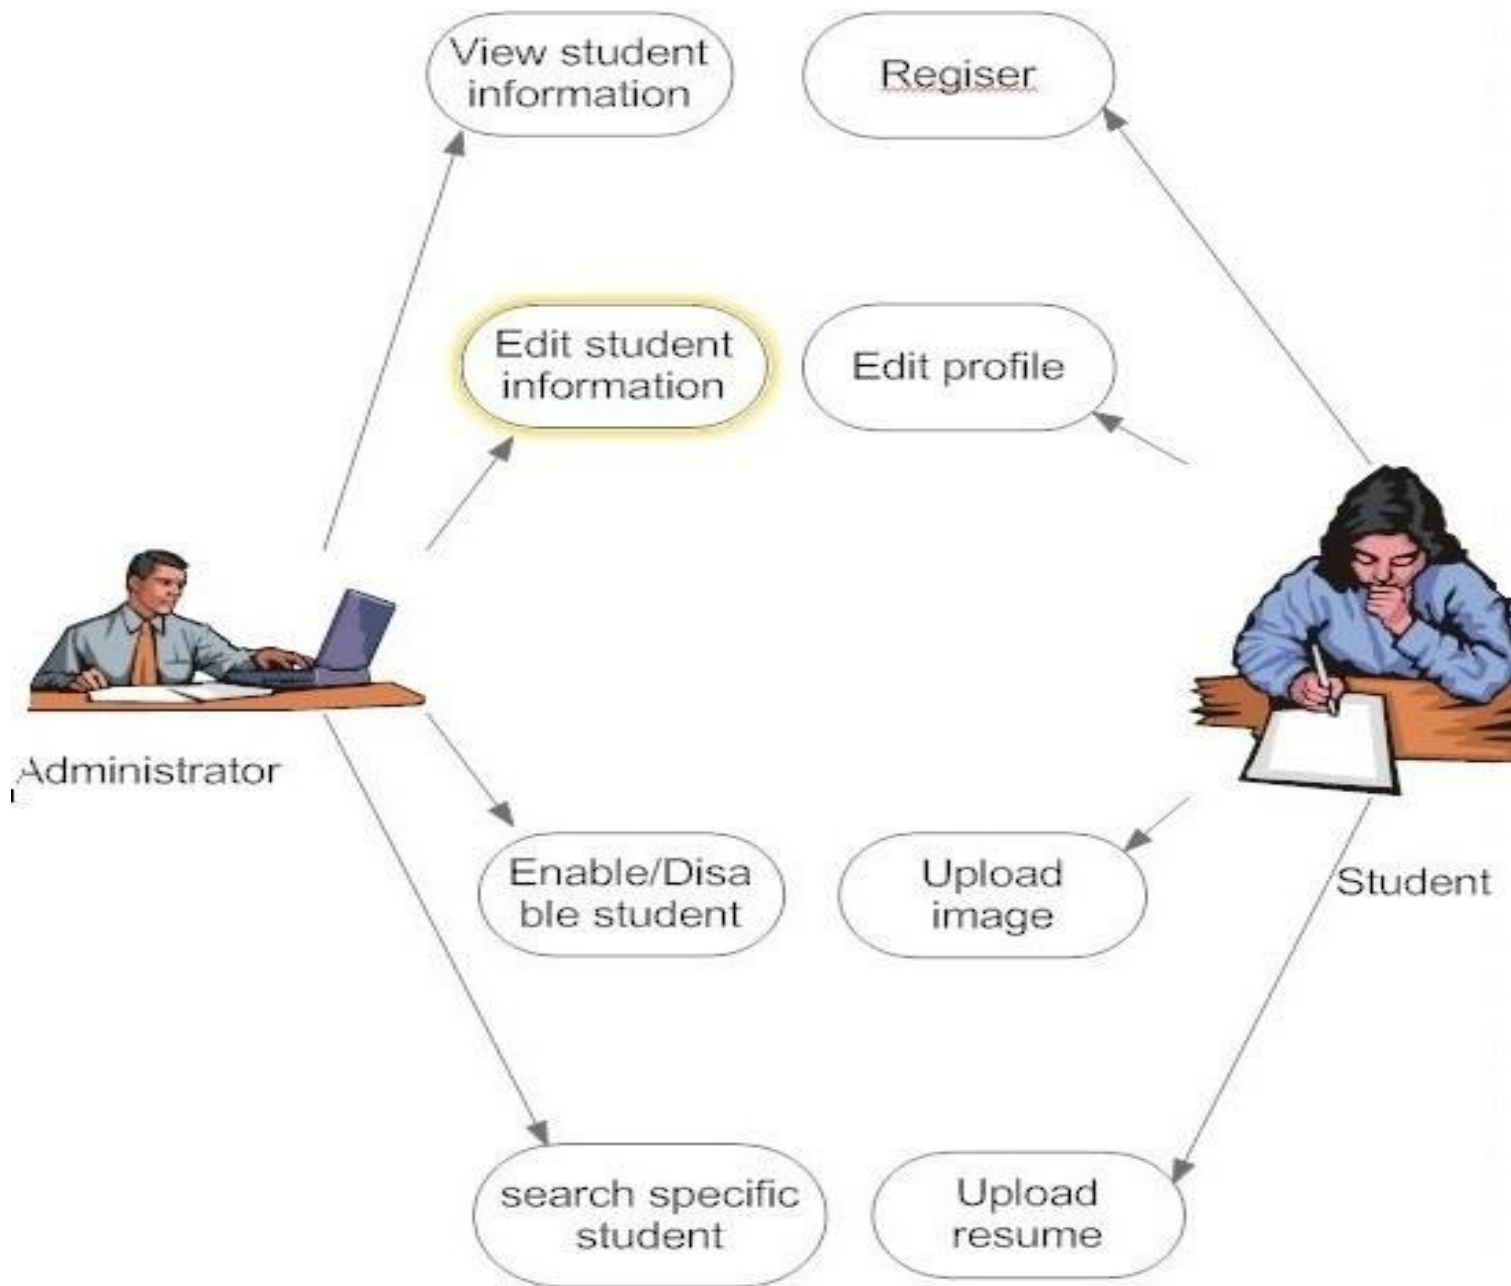 View student
information
Regiser
Edit student
information
Edit profile
Administrator
Enable/Disa
ble student
Upload
image
Student
search specific
student
Upload
resume